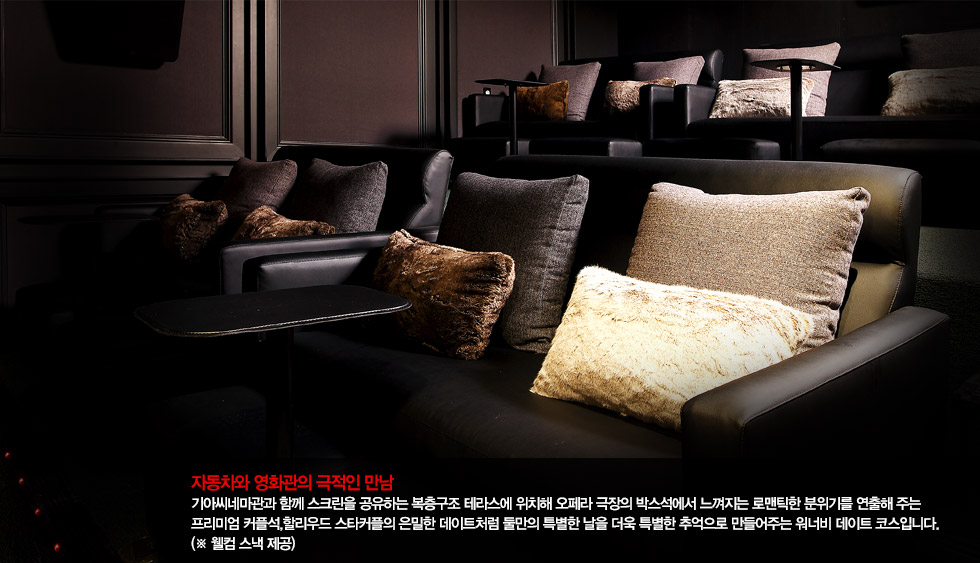 자동차와 영화관의 극적인 만남
기아씨네마관과 함께 스크린을 공유하는 복층구조 테라스에 위치해 오페라 극장의 박스석에서 느껴지는 로맨틱한 분위기를 연출해 주는
프리미엄 커플석,할리우드 스타커플의 은밀한 데이트처럼 둘만의 특별한 날을 더욱 특별한 추억으로 만들어주는 워너비 데이트 코스입니다.
(※ 웰컴 스낵 제공)